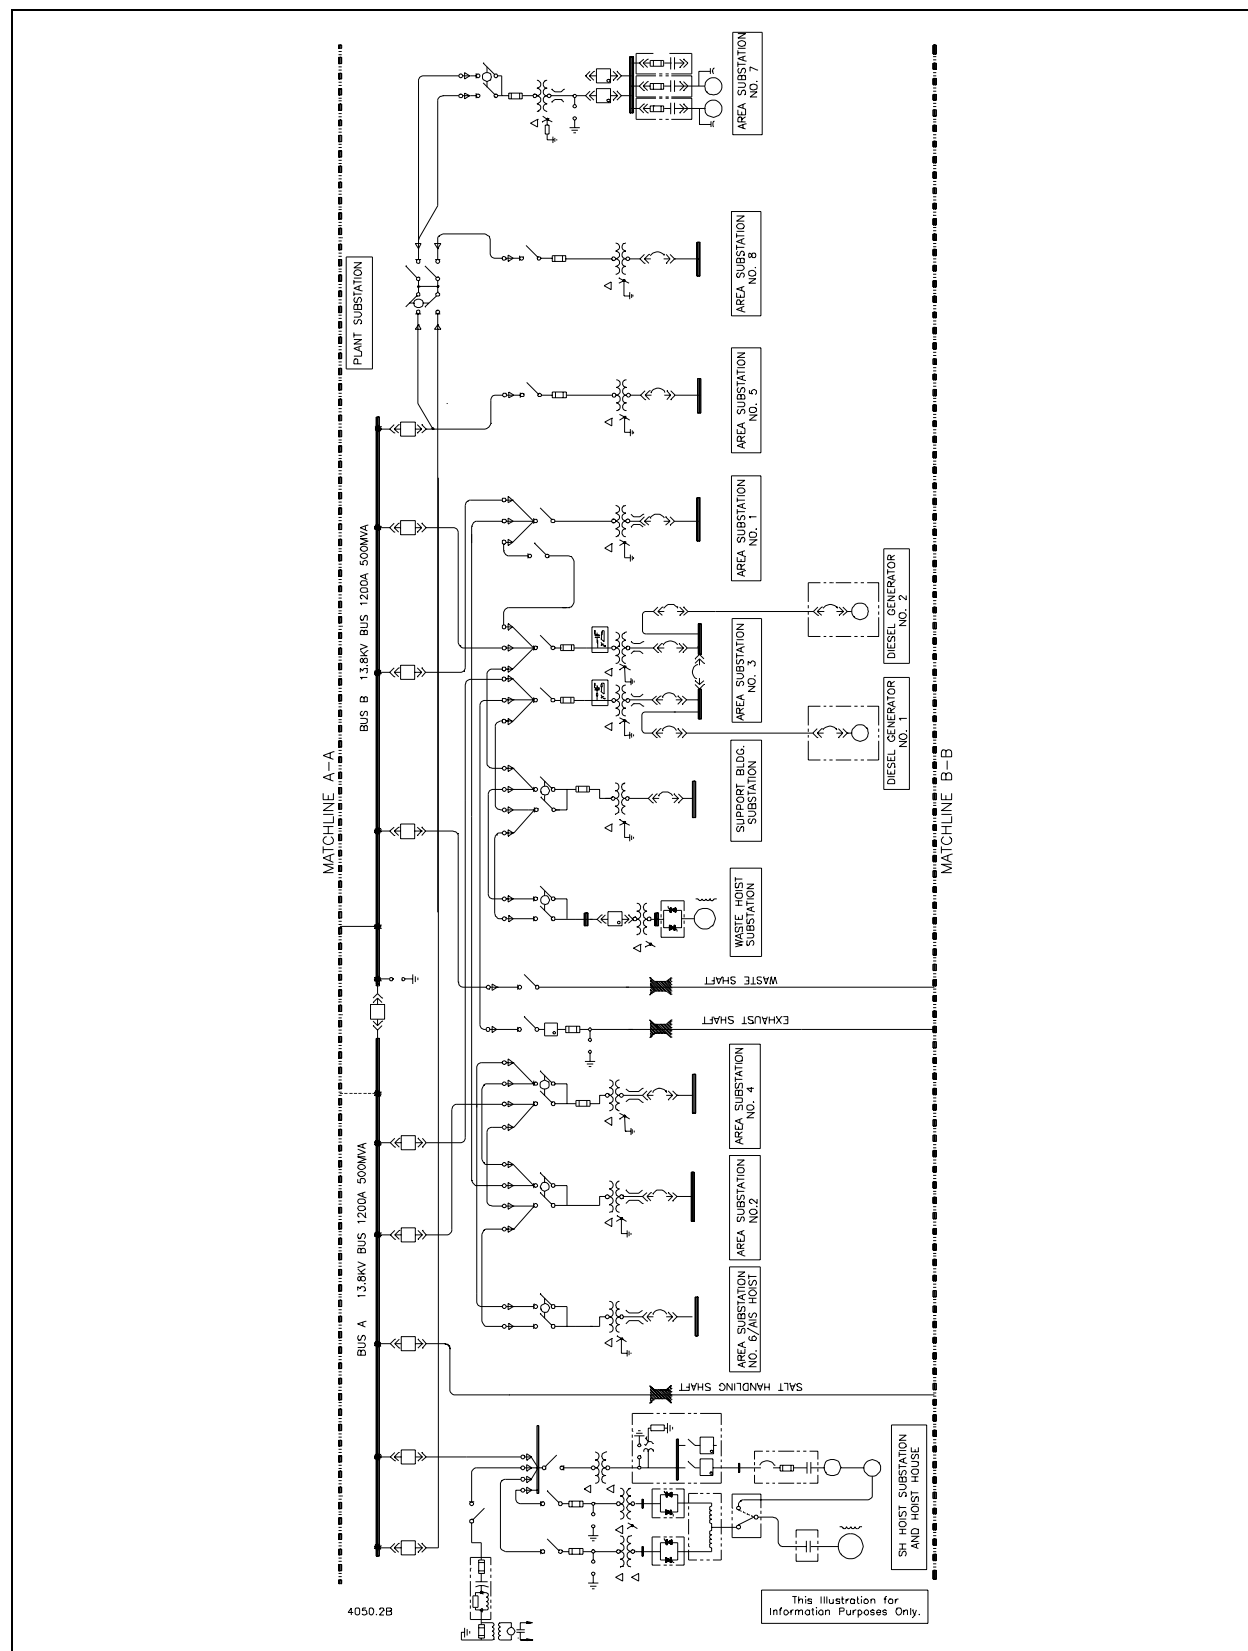 AREA SUBSTATION
NO. 7
PLANT SUBSTATION
AREA SUBSTATION
NO. 8
AREA SUBSTATION
NO. 5
AREA SUBSTATION
NO. 1
BUS B 13.8KV BUS 1200A 500MVA
DIESEL GENERATOR
NO. 2
AREA SUBSTATION
NO. 3
DIESEL GENERATOR
NO. 1
MATCHLINE A-A
SUPPORT BLDG.
SUBSTATION
MATCHLINE B-B
WASTE HOIST
SUBSTATION
WASTE SHAFT
EXHAUST SHAFT
AREA SUBSTATION
NO. 4
BUS A 13.8KV BUS 1200A 500MVA
AREA SUBSTATION
NO.2
AREA SUBSTATION
NO. 6/AIS HOIST
SALT HANDLING SHAFT
SH HOIST SUBSTATION
AND HOIST HOUSE
4050.2B
This Illustration for
Information Purposes Only.